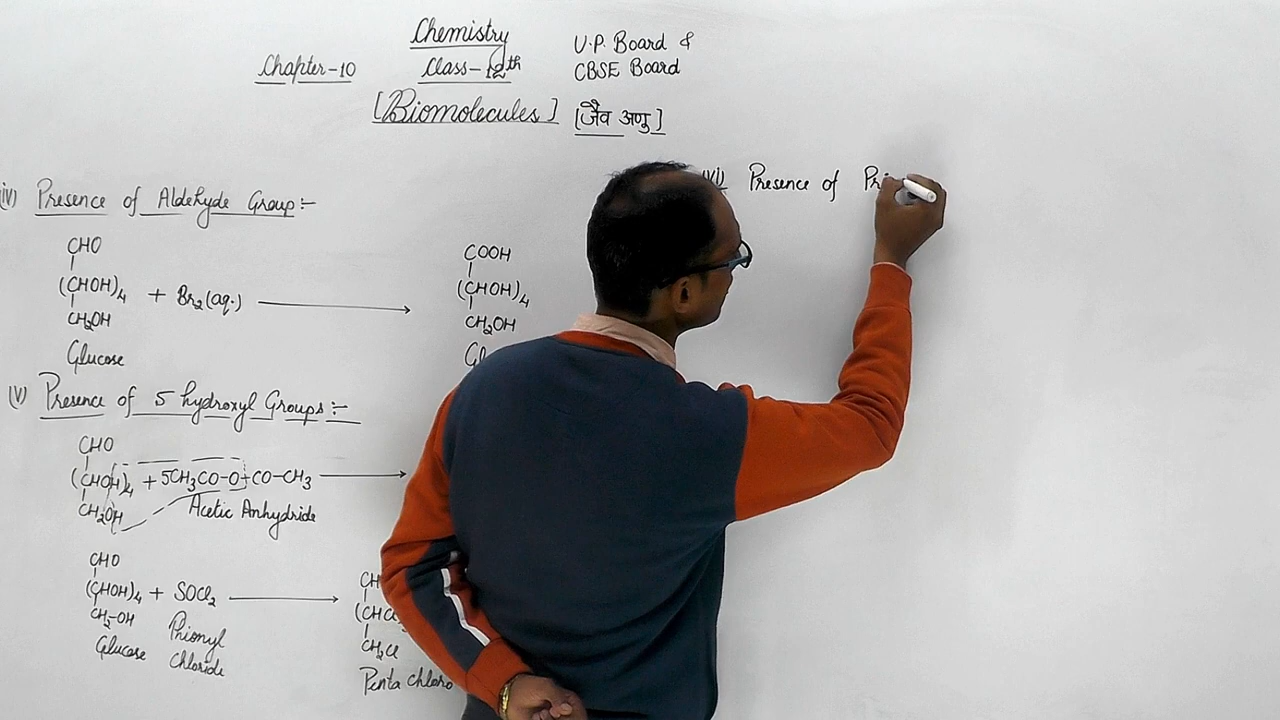 Chemistry
Chapter-10
Class-12th
U.P. Board &
CBSE Board
[Biomolecules]
[जैव अणु]
(iv) Presence of Aldehyde Group:-
CHO
(CHOH)4 + Br2(aq.)
CH2OH
Glucose
COOH
(CHOH)4
CH2OH
(v) Presence of 5 hydroxyl Groups:-
CHO
(CHOH)4 + 5CH3CO-O+CO-CH3
CH2OH
Acetic Anhydride
CHO
(CHOH)4 + SOCl2
CH2-OH
Glucose
Thionyl
Chloride
CH2Cl
Penta chloro
(vi) Presence of Pri